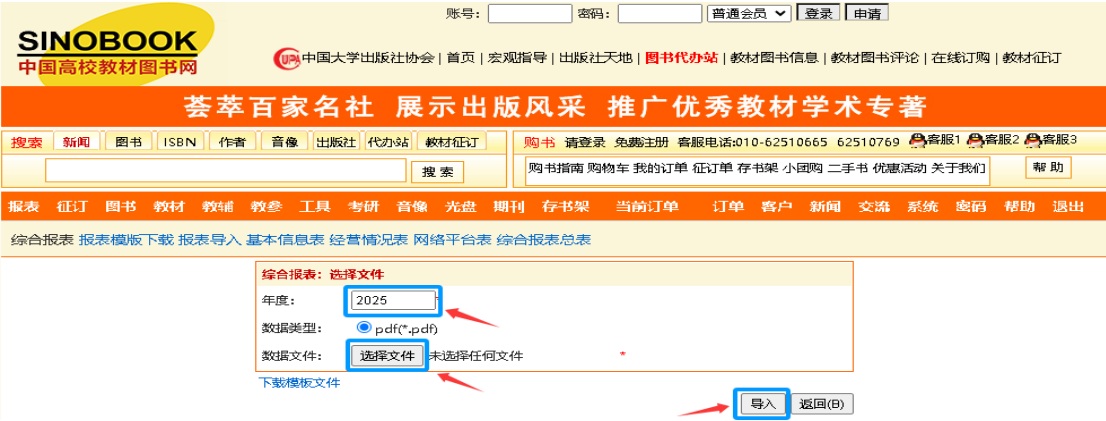 账号： 密码： 普通会员 登录 申请
SINOBOOK
中国高校教材图书网
CUPA 中国大学出版社协会 | 首页 | 宏观指导 | 出版社天地 | 图书代办站 | 教材图书信息 | 教材图书评论 | 在线订购 | 教材征订
荟萃百家名社 展示出版风采 推广优秀教材学术专著
搜索 新闻 图书 ISBN 作者 音像 出版社 代办站 教材征订
搜 索
购书 请登录 免费注册 客服电话:010-62510665 62510769 客服1 客服2 客服3
购书指南 购物车 我的订单 征订单 存书架 小团购 二手书 优惠活动 关于我们 帮 助
报表 征订 图书 教材 教辅 教参 工具 考研 音像 光盘 期刊 存书架 当前订单 订单 客户 新闻 交流 系统 密码 帮助 退出
综合报表 报表模版下载 报表导入 基本信息表 经营情况表 网络平台表 综合报表总表
综合报表：选择文件
年度： 2025
数据类型： pdf(*.pdf)
数据文件： 选择文件 未选择任何文件 *
下载模板文件
导入 返回(B)